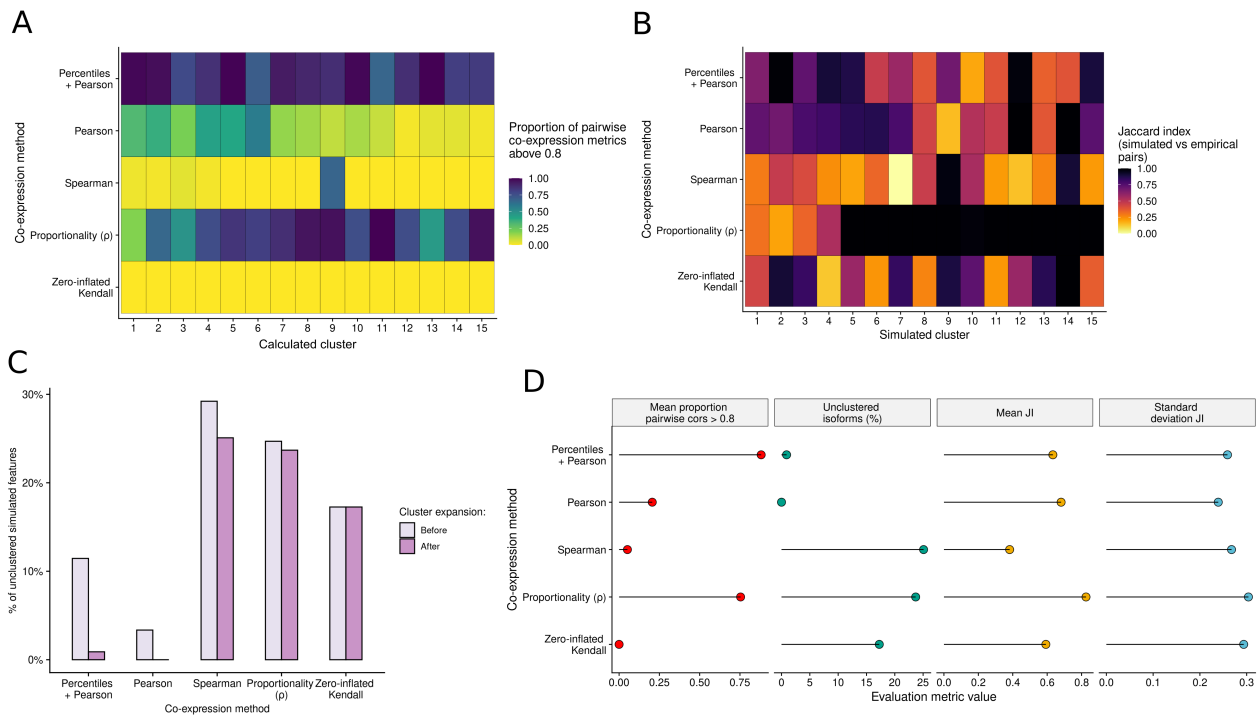 A
Percentiles
+ Pearson
Pearson
Spearman
Proportionality (ρ)
Zero-inflated
Kendall
Co-expression method
1 2 3 4 5 6 7 8 9 10 11 12 13 14 15
Calculated cluster
Proportion of pairwise
co-expression metrics
above 0.8
1.00
0.75
0.50
0.25
0.00
B
Percentiles
+ Pearson
Pearson
Spearman
Proportionality (ρ)
Zero-inflated
Kendall
Co-expression method
1 2 3 4 5 6 7 8 9 10 11 12 13 14 15
Simulated cluster
Jaccard index
(simulated vs empirical
pairs)
1.00
0.75
0.50
0.25
0.00
C
30%
20%
10%
0%
% of unclustered simulated features
Percentiles
+ Pearson
Pearson
Spearman
Proportionality
(ρ)
Zero-inflated
Kendall
Co-expression method
Cluster expansion:
Before
After
D
Mean proportion
pairwise cors > 0.8
Unclustered
isoforms (%)
Mean JI
Standard
deviation JI
Percentiles
+ Pearson
Pearson
Spearman
Proportionality (ρ)
Zero-inflated
Kendall
Co-expression method
0.00 0.25 0.50 0.75
0 5 10 15 20 25
0.0 0.2 0.4 0.6 0.8
0.0 0.1 0.2 0.3
Evaluation metric value